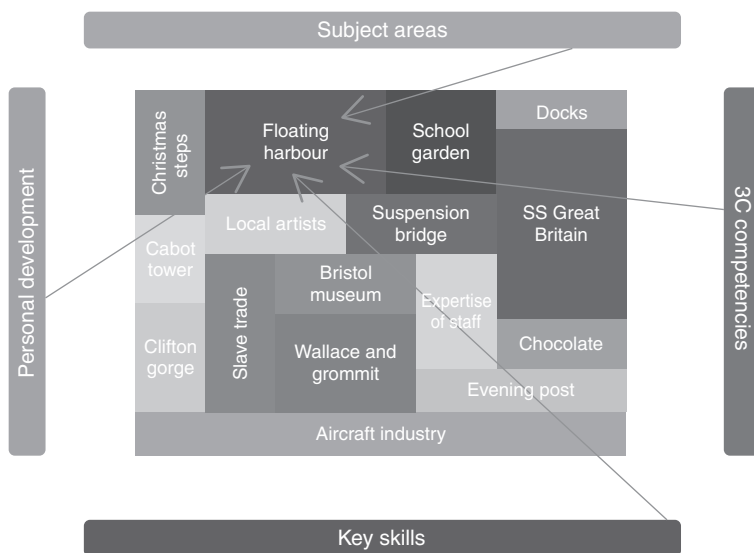 Subject areas
Personal development
Christmas
steps
Floating
harbour
School
garden
Docks
Local artists
Suspension
bridge
SS Great
Britain
Cabot
tower
Slave trade
Bristol
museum
Expertise
of staff
Clifton
gorge
Wallace and
grommit
Chocolate
Evening post
Aircraft industry
3C competencies
Key skills